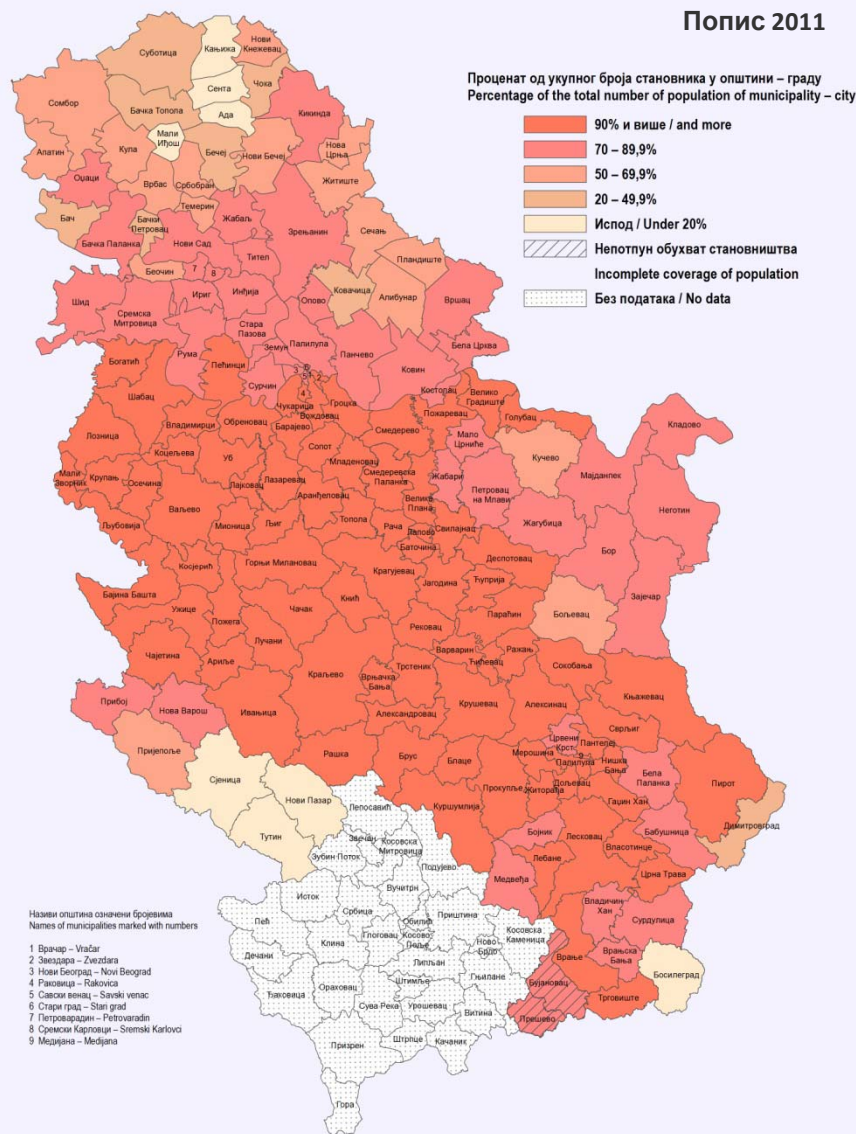 Попис 2011
Проценат од укупног броја становника у општини – граду
Percentage of the total number of population of municipality – city
90% и више / and more
70 – 89,9%
50 – 69,9%
20 – 49,9%
Испод / Under 20%
Непотпун обухват становништва
Incomplete coverage of population
Без података / No data
Суботица
Кањижа
Нови
Кнежевац
Сента
Чока
Сомбор
Бачка Топола
Ада
Кикинда
Мали
Иђош
Апатин
Кула
Бечеј
Нови Бечеј
Нова
Црња
Оџаци
Врбас
Србобран
Житиште
Темерин
Бач
Бачки
Петровац
Жабаљ
Зрењанин
Сечањ
Бачка Паланка
Нови Сад
Тител
Пландиште
Беочин
7
8
Ковачица
Алибунар
Вршац
Шид
Ириг
Инђија
Опово
Сремска
Митровица
Стара
Пазова
Бела Црква
Рума
Земун
Палилула
Панчево
Ковин
Богатић
Пећинци
Сурчин
3
6
5
1
2
4
Костолац
Велико
Градиште
Шабац
Чукарица
Гроцка
Вождовац
Пожаревац
Голубац
Кладово
Лозница
Владимирци
Обреновац
Барајево
Смедерево
Мало
Црниће
Кучево
Мајданпек
Коцељева
Уб
Сопот
Младеновац
Мали
Зворник
Крупањ
Осечина
Лајковац
Лазаревац
Смедеревска
Паланка
Жабари
Петровац
на Млави
Неготин
Аранђеловац
Велика
Плана
Жагубица
Љубовија
Ваљево
Мионица
Љиг
Топола
Рача
Лапово
Свилајнац
Баточина
Бор
Косјерић
Горњи Милановац
Крагујевац
Деспотовац
Јагодина
Ћуприја
Бајина Башта
Кнић
Зајечар
Ужице
Пожега
Чачак
Параћин
Бољевац
Рековац
Лучани
Варварин
Ражањ
Чајетина
Ариље
Краљево
Врњачка
Бања
Трстеник
Ћићевац
Сокобања
Књажевац
Прибој
Нова Варош
Ивањица
Александровац
Крушевац
Алексинац
Сврљиг
Пријепоље
Рашка
Брус
Блаце
Мерошина
Црвени
Крст
Пантелеј
9
Палилула
Нишка
Бања
Бела
Паланка
Пирот
Сјеница
Прокупље
Дољевац
Житорађа
Гаџин Хан
Нови Пазар
Лепосавић
Куршумлија
Димитровград
Тутин
Звечан
Зубин Поток
Косовска
Митровица
Подујево
Бојник
Лесковац
Власотинце
Бабушница
Лебане
Црна Трава
Вучитрн
Медвеђа
Исток
Србица
Обилић
Приштина
Косовска
Каменица
Владичин
Хан
Сурдулица
Пећ
Глоговац
Косово
Поље
Ново
Брдо
Клина
Врањска
Бања
Дечани
Липљан
Врање
Босилеград
Штимље
Гњилане
Бујановац
Ђаковица
Ораховац
Сува Река
Урошевац
Витина
Прешево
Трговиште
Призрен
Штрпце
Качаник
Гора
Називи општина означени бројевима
Names of municipalities marked with numbers
1 Врачар – Vračar
2 Звездара – Zvezdara
3 Нови Београд – Novi Beograd
4 Раковица – Rakovica
5 Савски венац – Savski venac
6 Стари град – Stari grad
7 Петроварадин – Petrovaradin
8 Сремски Карловци – Sremski Karlovci
9 Медијана – Medijana